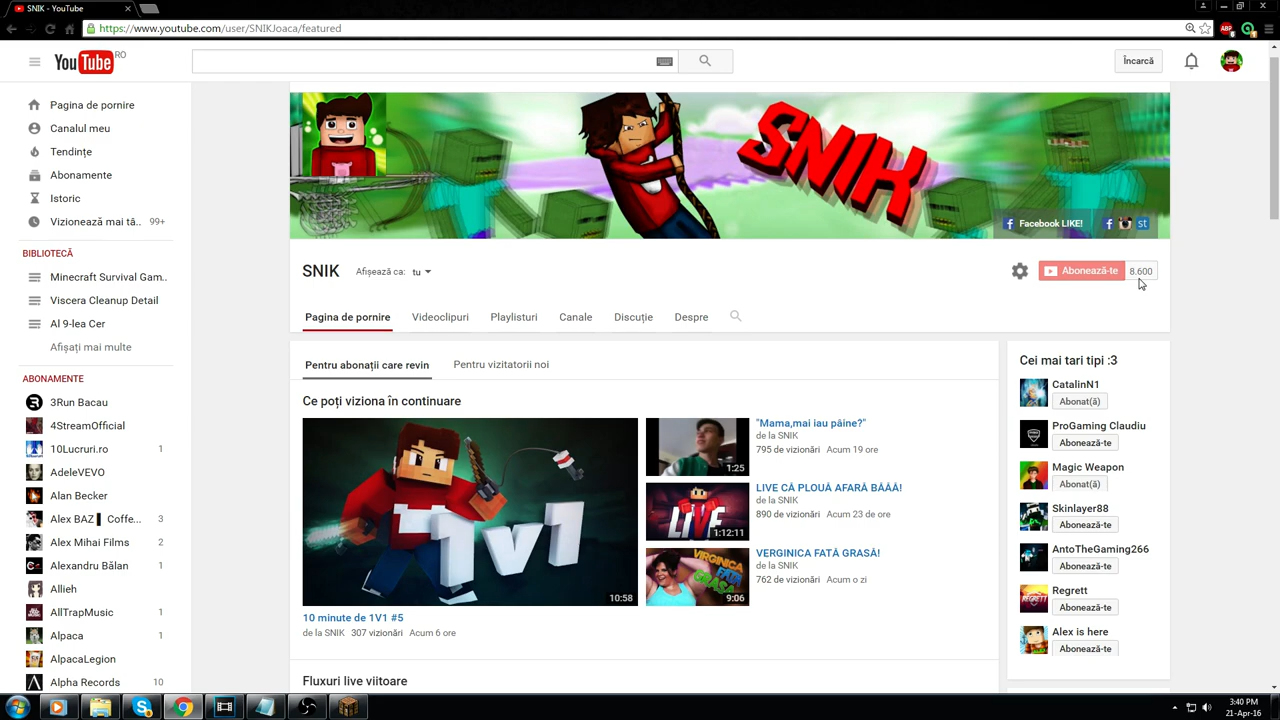 SNIK - YouTube
https://www.youtube.com/user/SNIKJoaca/featured
YouTube RO
Încarcă
Pagina de pornire
Canalul meu
Tendințe
Abonamente
Istoric
Vizionează mai tâ.. 99+
BIBLIOTECĂ
Minecraft Survival Gam..
Viscera Cleanup Detail
Al 9-lea Cer
Afișați mai multe
ABONAMENTE
3Run Bacau
4StreamOfficial
10Lucruri.ro 1
AdeleVEVO
Alan Becker
Alex BAZ ▌ Coffe... 3
Alex Mihai Films 2
Alexandru Bălan 1
Allieh
AllTrapMusic 1
Alpaca 1
AlpacaLegion
Alpha Records 10
SNIK
Facebook LIKE!
st
SNIK Afișează ca: tu
Abonează-te 8.600
Pagina de pornire Videoclipuri Playlisturi Canale Discuție Despre
Pentru abonații care revin Pentru vizitatorii noi
Ce poți viziona în continuare
1v1
10:58
10 minute de 1V1 #5
de la SNIK 307 vizionări Acum 6 ore
1:25
"Mama,mai iau pâine?"
de la SNIK
795 de vizionări Acum 19 ore
LIVE
1:12:11
LIVE CĂ PLOUĂ AFARĂ BĂĂĂ!
de la SNIK
890 de vizionări Acum 23 de ore
VIRGINICA
FATĂ
GRASĂ
9:06
VERGINICA FATĂ GRASĂ!
de la SNIK
762 de vizionări Acum o zi
Fluxuri live viitoare
Cei mai tari tipi :3
CatalinN1
Abonat(ă)
ProGaming Claudiu
Abonează-te
Magic Weapon
Abonat(ă)
Skinlayer88
Abonează-te
AntoTheGaming266
Abonează-te
REGRETT
Regrett
Abonează-te
Alex is here
Abonează-te
3:40 PM
21-Apr-16